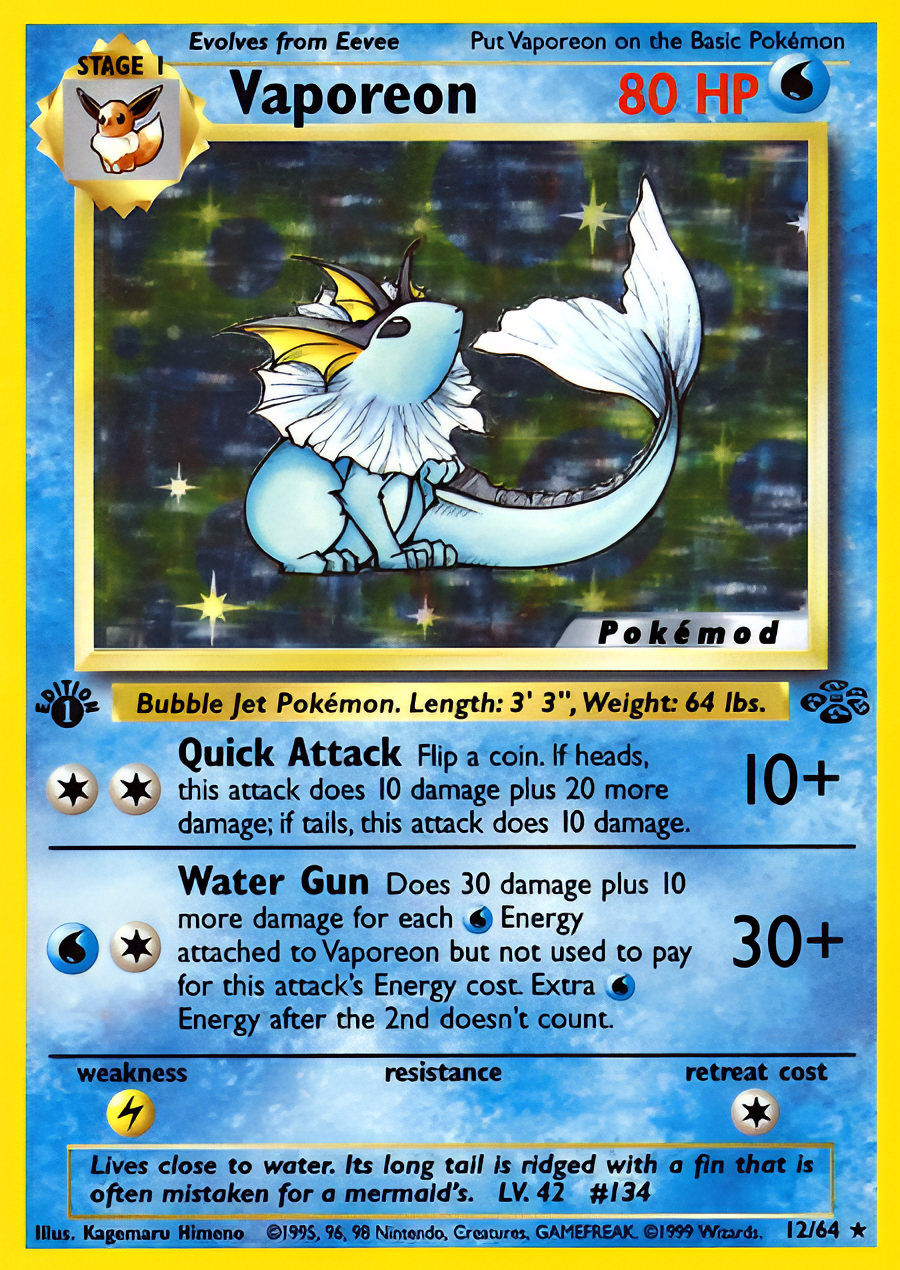 Evolves from Eevee Put Vaporeon on the Basic Pokémon
STAGE 1
Vaporeon 80 HP
Pokémod
EDITION
1
Bubble Jet Pokémon. Length: 3' 3", Weight: 64 lbs.
Quick Attack Flip a coin. If heads,
this attack does 10 damage plus 20 more
damage; if tails, this attack does 10 damage.
10+
Water Gun Does 30 damage plus 10
more damage for each Energy
attached to Vaporeon but not used to pay
for this attack's Energy cost. Extra
Energy after the 2nd doesn't count.
30+
weakness resistance retreat cost
Lives close to water. Its long tail is ridged with a fin that is
often mistaken for a mermaid's. LV. 42 #134
Illus. Kagemaru Himeno ©1995, 96, 98 Nintendo, Creatures, GAMEFREAK. ©1999 Wizards. 12/64 ★